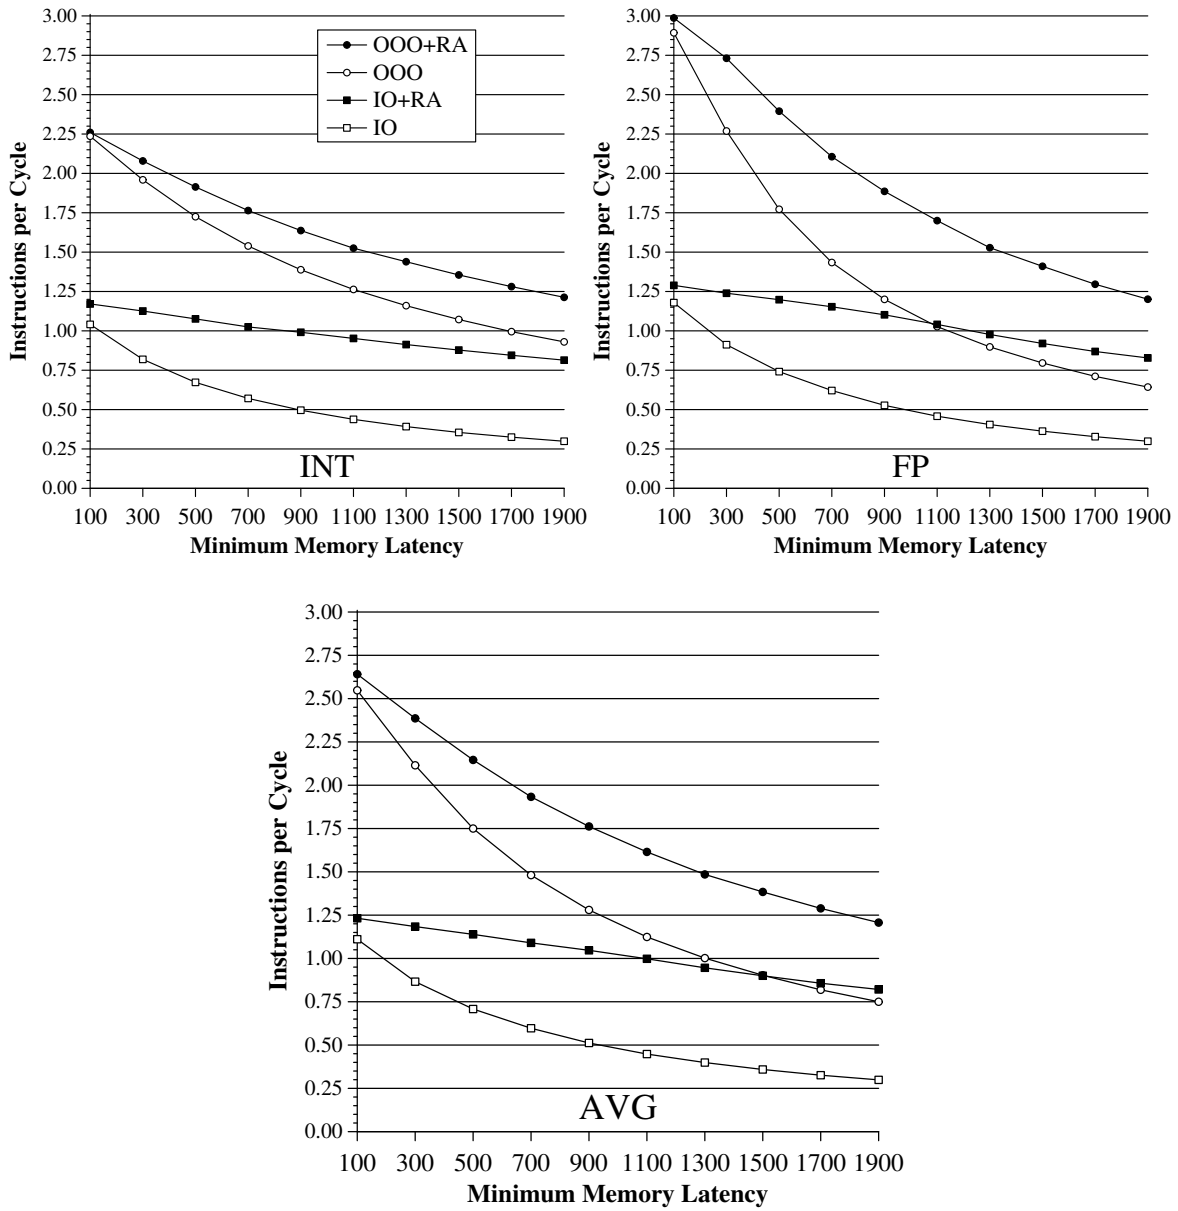 3.00
2.75
2.50
2.25
2.00
1.75
1.50
1.25
1.00
0.75
0.50
0.25
0.00
Instructions per Cycle
OOO+RA
OOO
IO+RA
IO
INT
100 300 500 700 900 1100 1300 1500 1700 1900
Minimum Memory Latency
3.00
2.75
2.50
2.25
2.00
1.75
1.50
1.25
1.00
0.75
0.50
0.25
0.00
Instructions per Cycle
FP
100 300 500 700 900 1100 1300 1500 1700 1900
Minimum Memory Latency
3.00
2.75
2.50
2.25
2.00
1.75
1.50
1.25
1.00
0.75
0.50
0.25
0.00
Instructions per Cycle
AVG
100 300 500 700 900 1100 1300 1500 1700 1900
Minimum Memory Latency